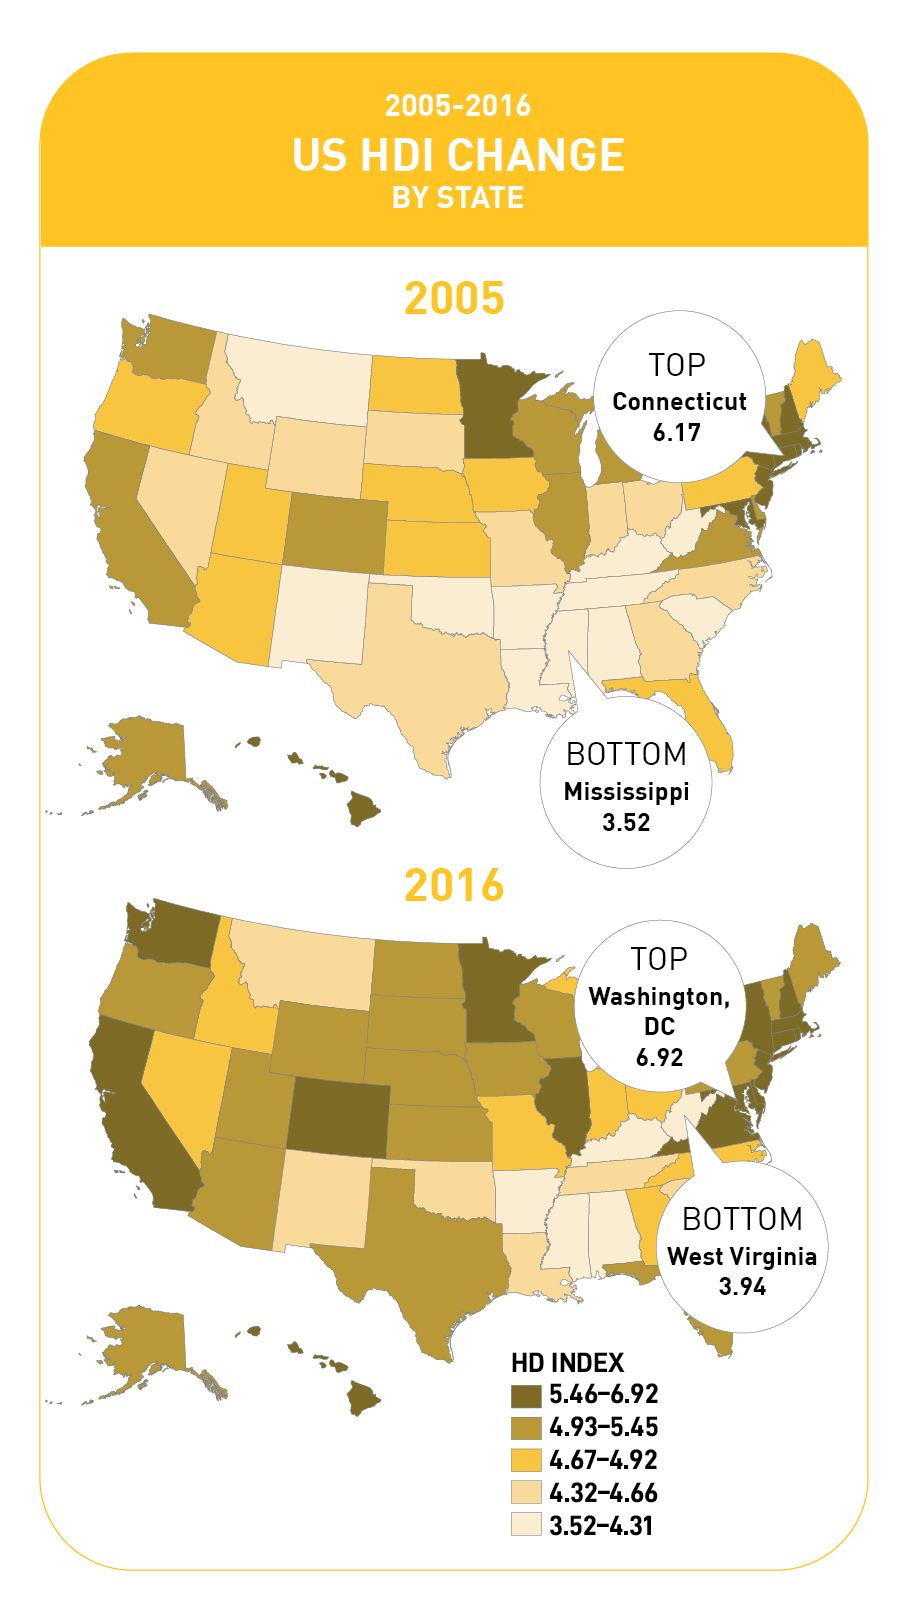 2005-2016
US HDI CHANGE
BY STATE
2005
TOP
Connecticut
6.17
BOTTOM
Mississippi
3.52
2016
TOP
Washington,
DC
6.92
BOTTOM
West Virginia
3.94
HD INDEX
5.46–6.92
4.93–5.45
4.67–4.92
4.32–4.66
3.52–4.31